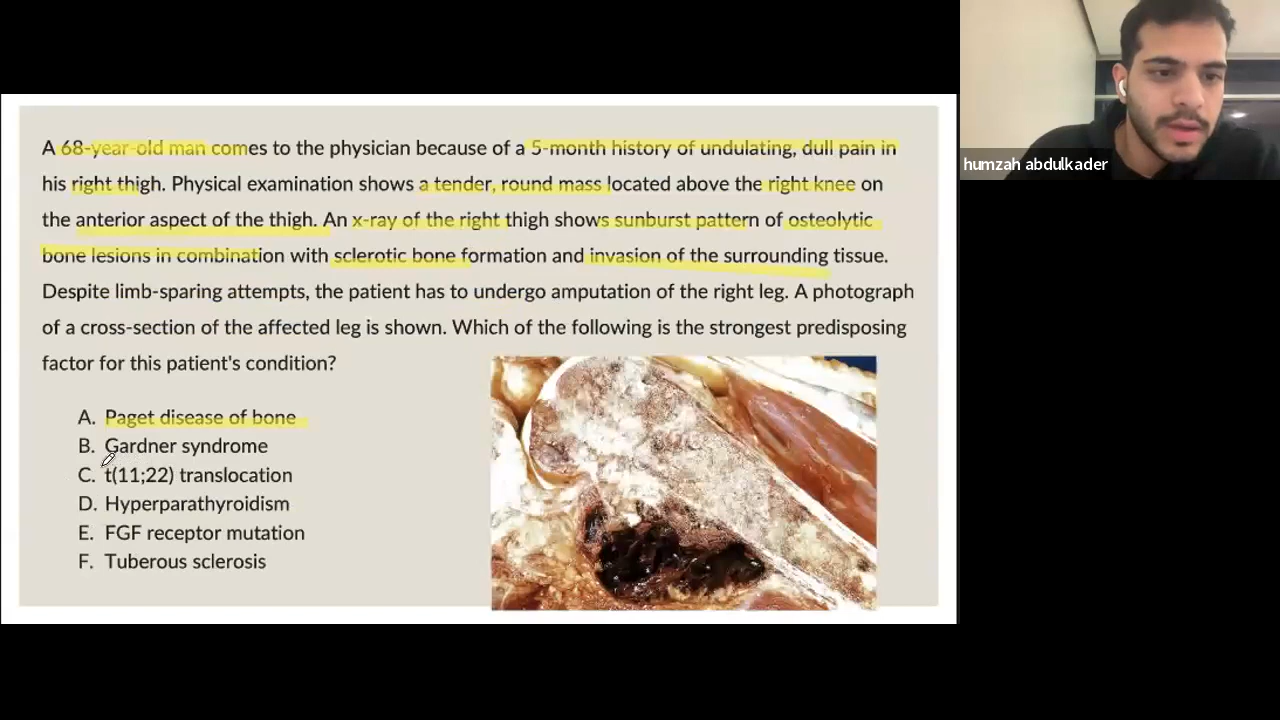 A 68-year-old man comes to the physician because of a 5-month history of undulating, dull pain in
his right thigh. Physical examination shows a tender, round mass located above the right knee on
the anterior aspect of the thigh. An x-ray of the right thigh shows sunburst pattern of osteolytic
bone lesions in combination with sclerotic bone formation and invasion of the surrounding tissue.
Despite limb-sparing attempts, the patient has to undergo amputation of the right leg. A photograph
of a cross-section of the affected leg is shown. Which of the following is the strongest predisposing
factor for this patient's condition?
A. Paget disease of bone
B. Gardner syndrome
C. t(11;22) translocation
D. Hyperparathyroidism
E. FGF receptor mutation
F. Tuberous sclerosis
humzah abdulkader